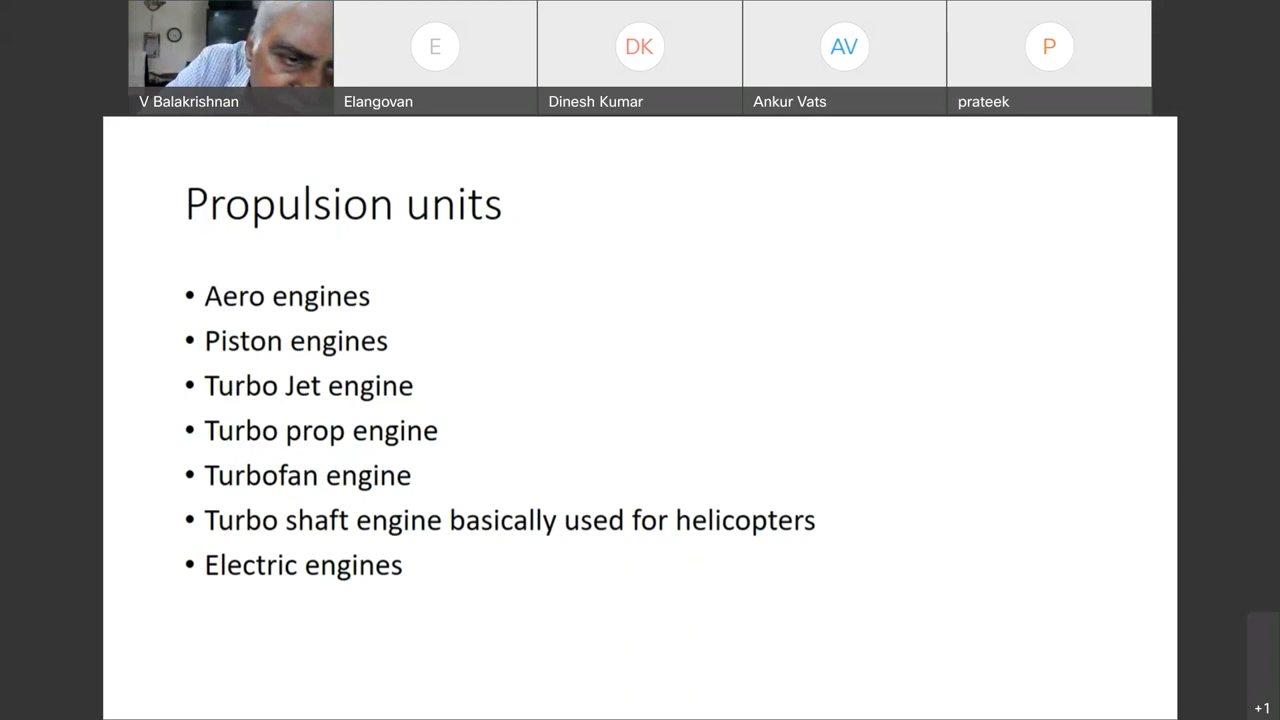 E
DK
AV
P
V Balakrishnan
Elangovan
Dinesh Kumar
Ankur Vats
prateek
Propulsion units
• Aero engines
• Piston engines
• Turbo Jet engine
• Turbo prop engine
• Turbofan engine
• Turbo shaft engine basically used for helicopters
• Electric engines
+1